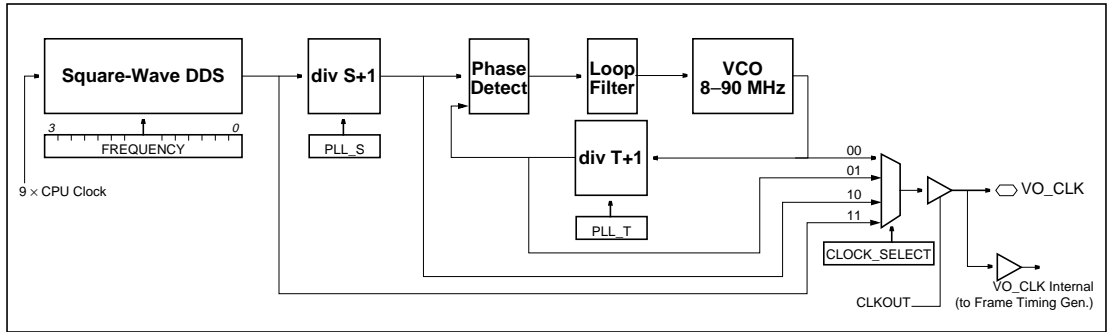 Square-Wave DDS
div S+1
Phase
Detect
Loop
Filter
VCO
8–90 MHz
3
0
FREQUENCY
PLL_S
div T+1
00
01
10
11
9 × CPU Clock
VO_CLK
PLL_T
CLOCK_SELECT
CLKOUT
VO_CLK Internal
(to Frame Timing Gen.)